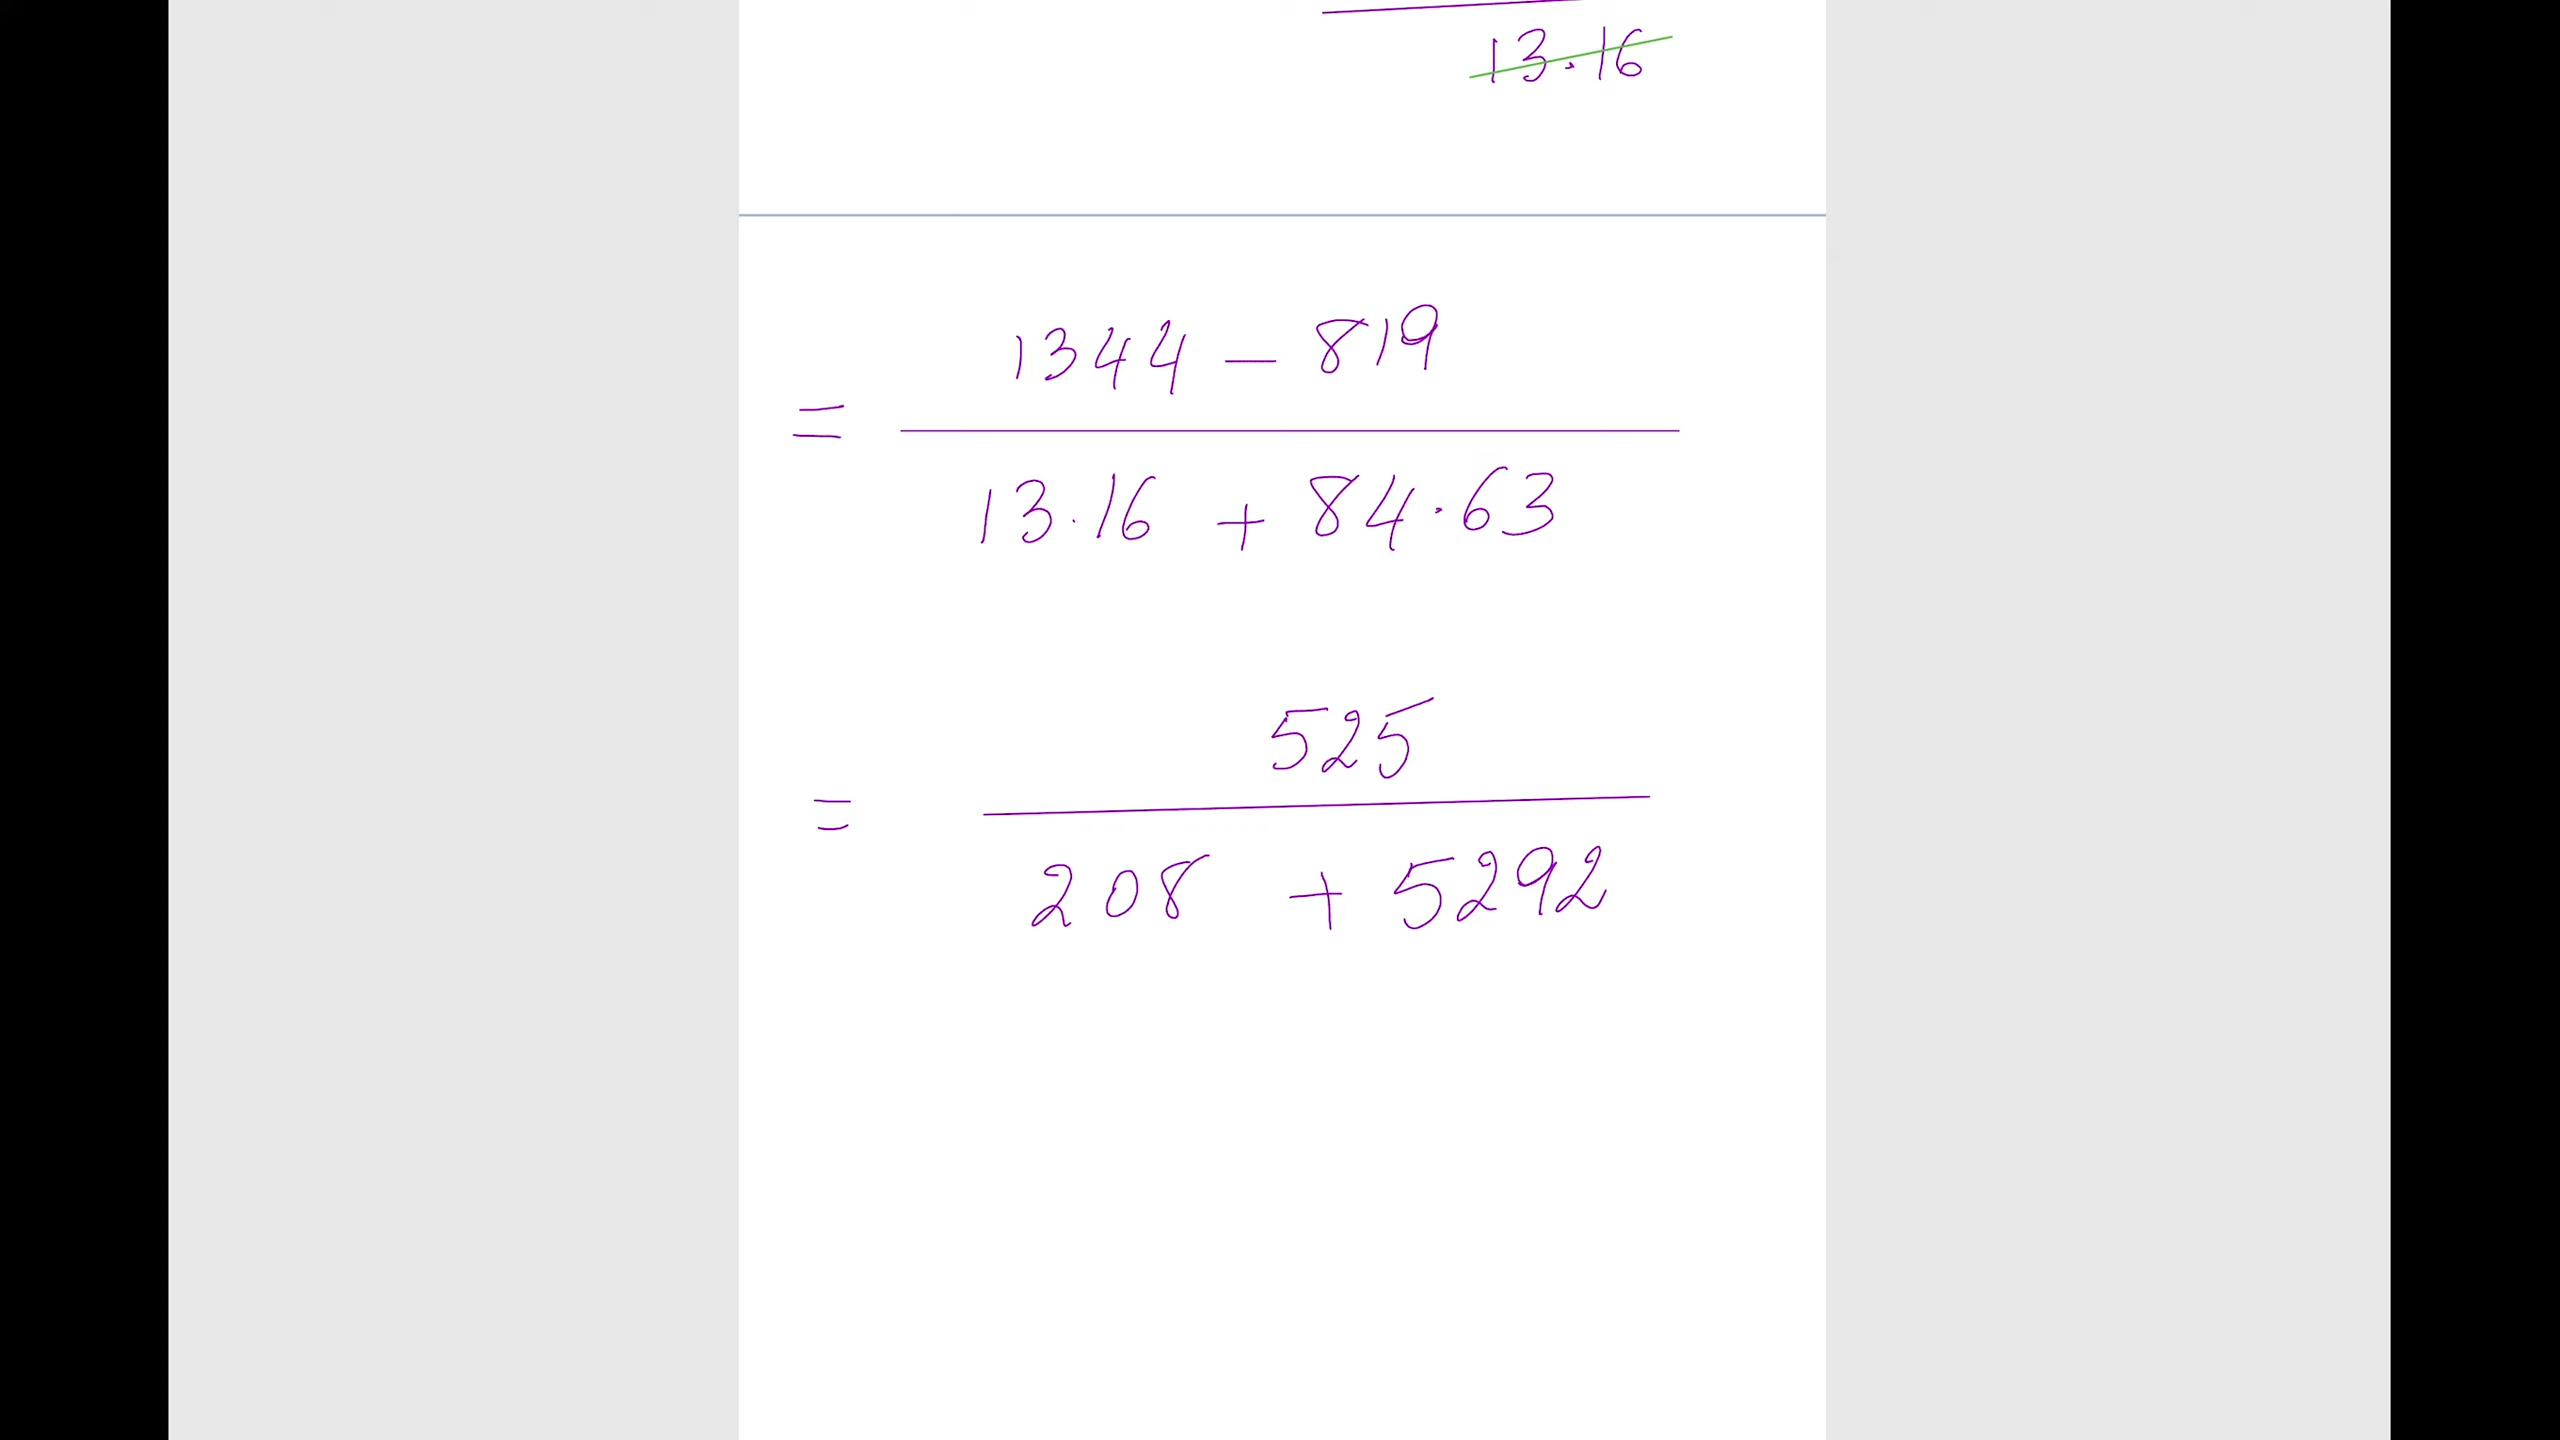 13.16
1344 - 819
=
13.16 + 84.63
525
=
208 + 5292